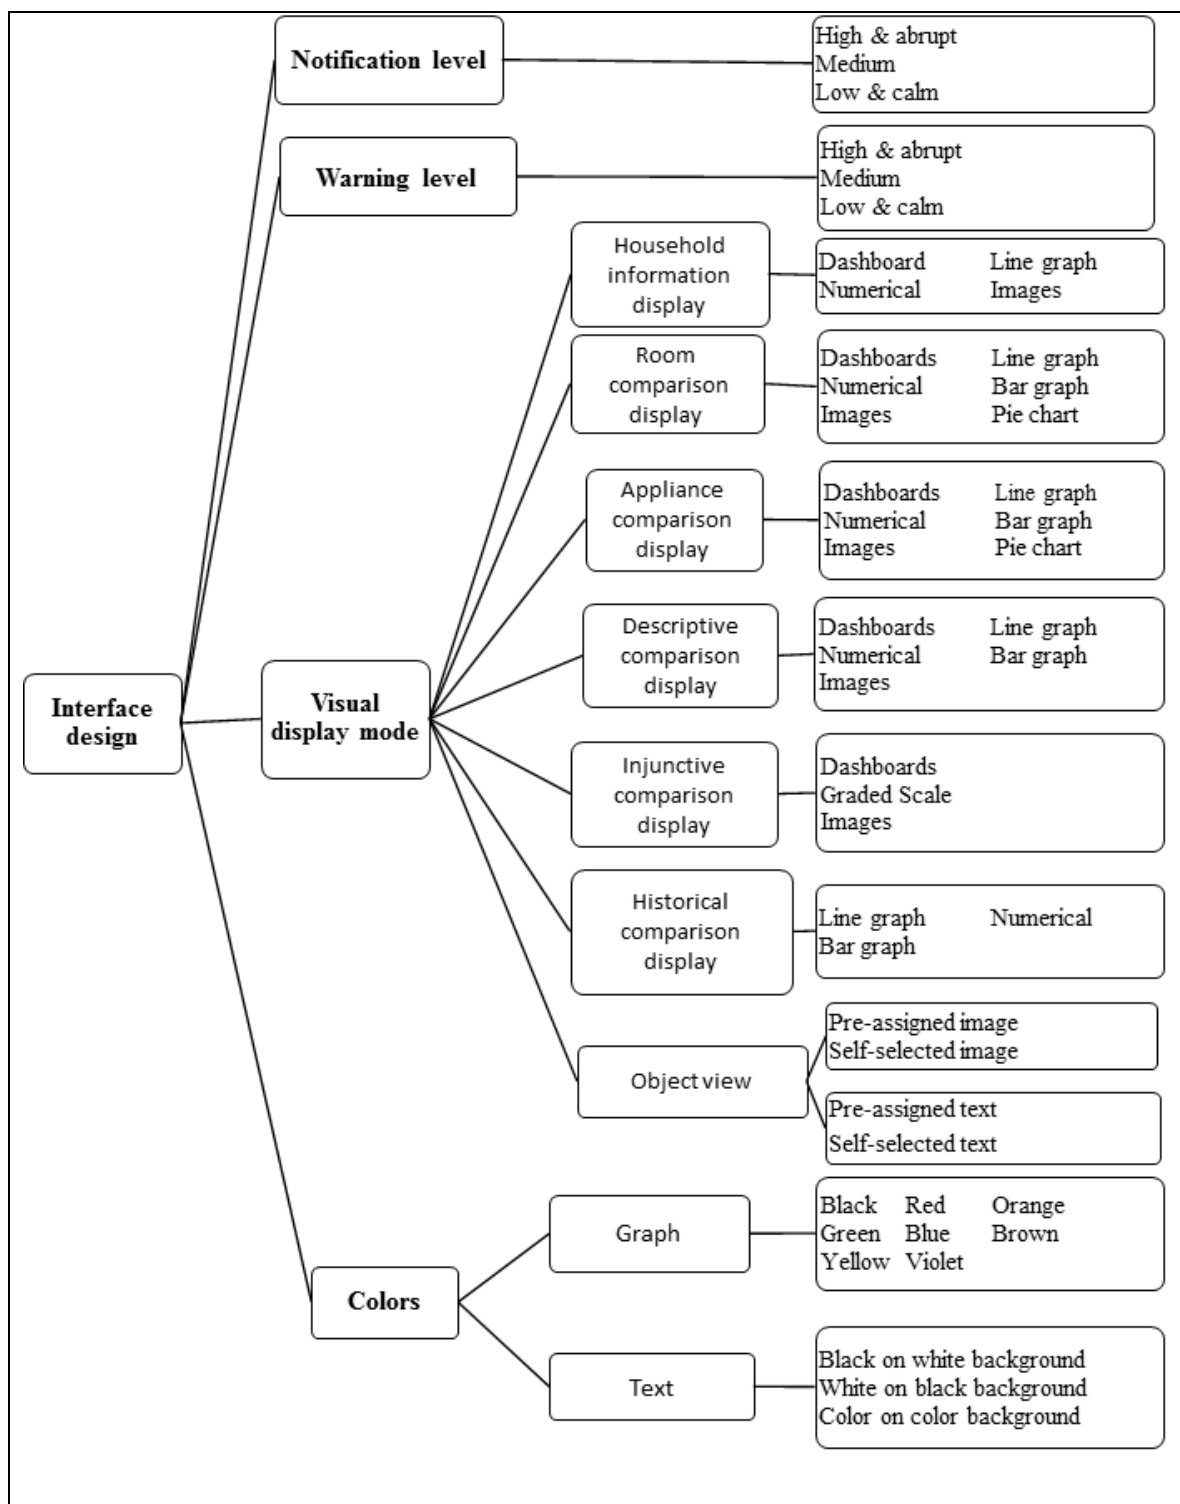 Notification level
High & abrupt
Medium
Low & calm
Warning level
High & abrupt
Medium
Low & calm
Household
information
display
Dashboard Line graph
Numerical Images
Room
comparison
display
Dashboards Line graph
Numerical Bar graph
Images Pie chart
Appliance
comparison
display
Dashboards Line graph
Numerical Bar graph
Images Pie chart
Descriptive
comparison
display
Dashboards Line graph
Numerical Bar graph
Images
Interface
design
Visual
display mode
Injunctive
comparison
display
Dashboards
Graded Scale
Images
Historical
comparison
display
Line graph Numerical
Bar graph
Object view
Pre-assigned image
Self-selected image
Pre-assigned text
Self-selected text
Colors
Graph
Black Red Orange
Green Blue Brown
Yellow Violet
Text
Black on white background
White on black background
Color on color background